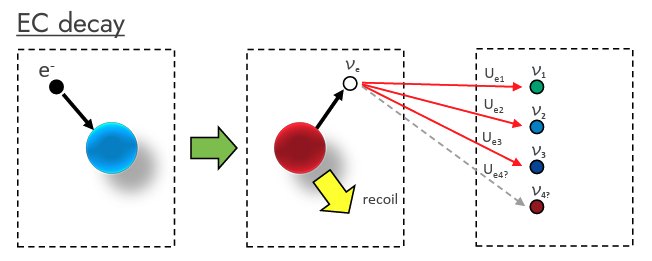 EC decay
e-
νe
recoil
Ue1
Ue2
Ue3
Ue4?
ν1
ν2
ν3
ν4?